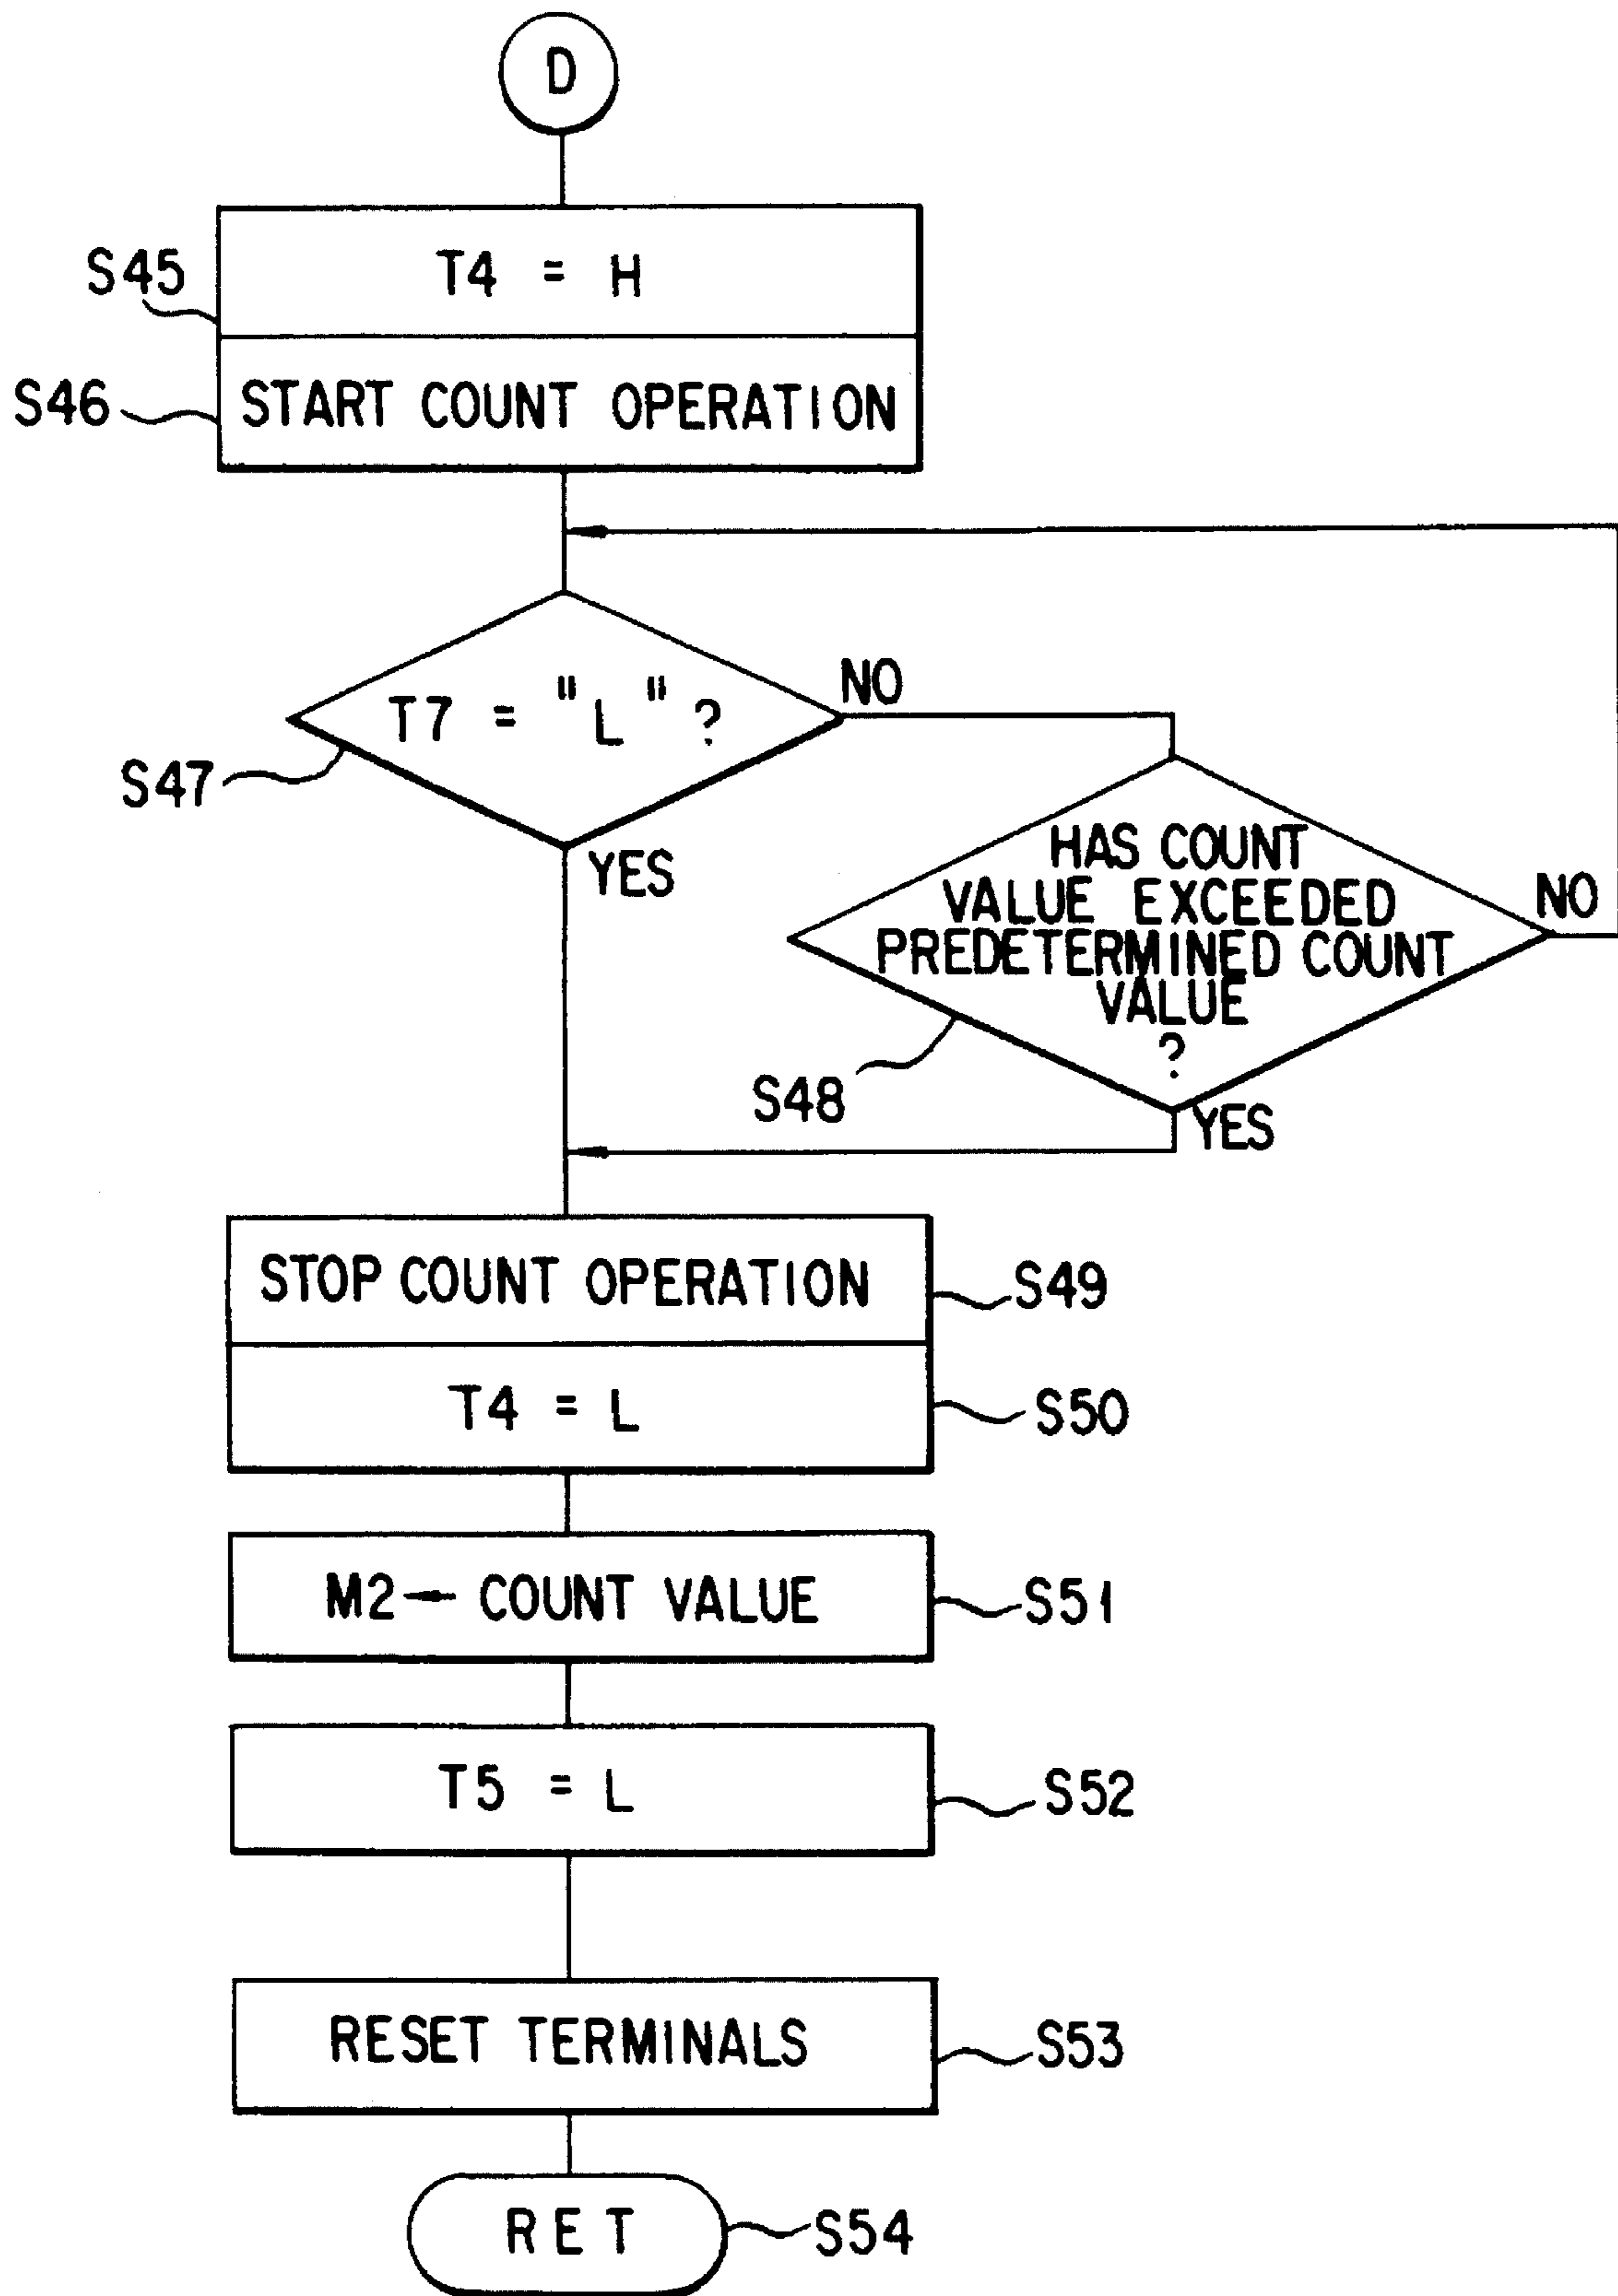 D
S45
T4 = H
S46
START COUNT OPERATION
T7 = "L"?
NO
S47
YES
HAS COUNT
VALUE EXCEEDED
PREDETERMINED COUNT
VALUE
?
NO
S48
YES
STOP COUNT OPERATION
S49
T4 = L
S50
M2← COUNT VALUE
S51
T5 = L
S52
RESET TERMINALS
S53
RET
S54